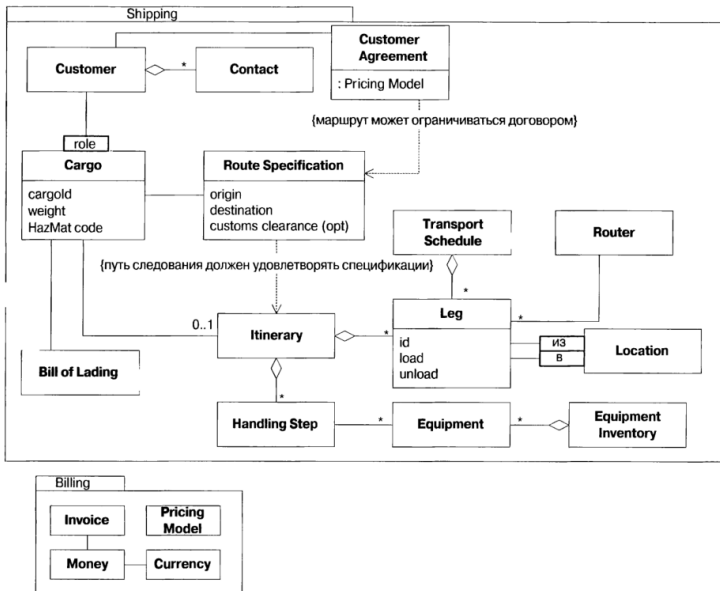 Shipping
Customer
Contact
Customer
Agreement
: Pricing Model
{маршрут может ограничиваться договором}
role
Cargo
cargoId
weight
HazMat code
Route Specification
origin
destination
customs clearance (opt)
Transport
Schedule
Router
{путь следования должен удовлетворять спецификации}
0..1
Itinerary
Leg
id
load
unload
из
в
Location
Bill of Lading
Handling Step
Equipment
Equipment
Inventory
*
*
*
*
*
*
*
Billing
Invoice
Pricing
Model
Money
Currency